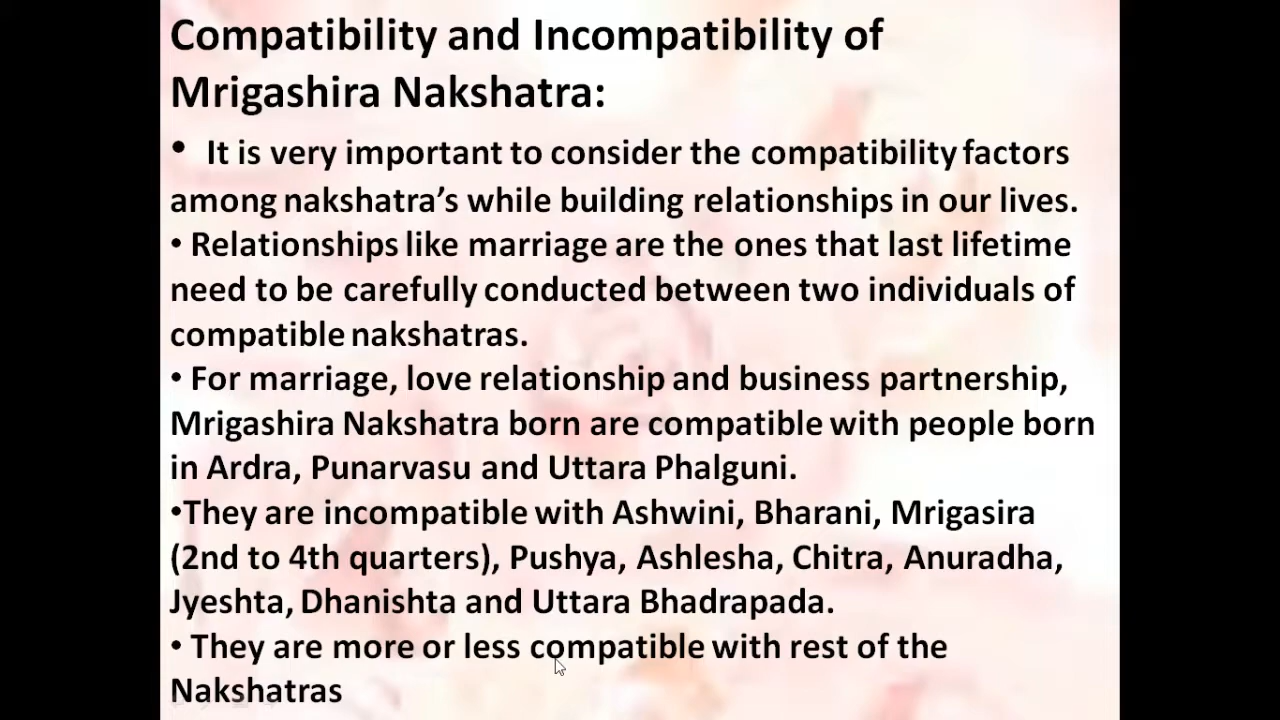 Compatibility and Incompatibility of
Mrigashira Nakshatra:
• It is very important to consider the compatibility factors
among nakshatra’s while building relationships in our lives.
• Relationships like marriage are the ones that last lifetime
need to be carefully conducted between two individuals of
compatible nakshatras.
• For marriage, love relationship and business partnership,
Mrigashira Nakshatra born are compatible with people born
in Ardra, Punarvasu and Uttara Phalguni.
•They are incompatible with Ashwini, Bharani, Mrigasira
(2nd to 4th quarters), Pushya, Ashlesha, Chitra, Anuradha,
Jyeshta, Dhanishta and Uttara Bhadrapada.
• They are more or less compatible with rest of the
Nakshatras